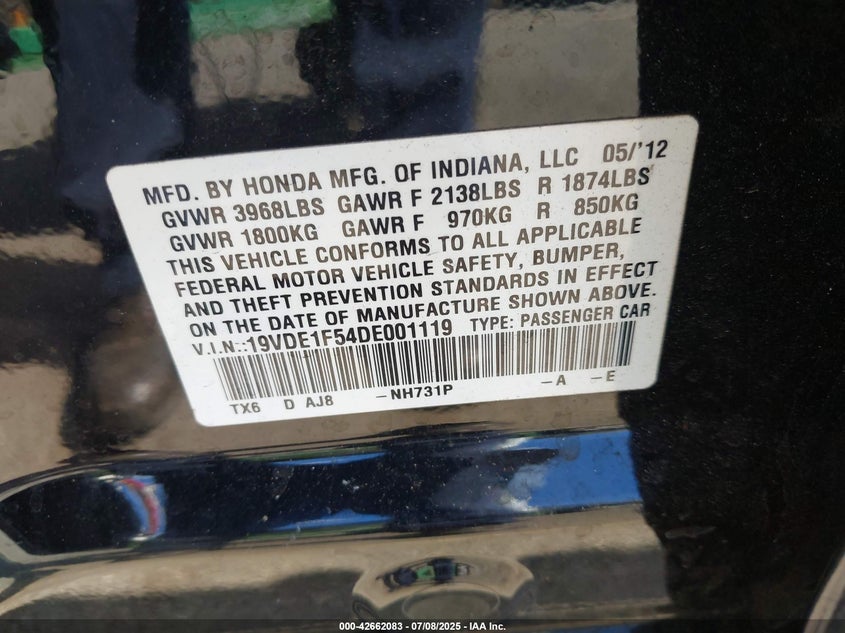 MFD. BY HONDA MFG. OF INDIANA, LLC 05/'12
GVWR 3968LBS GAWR F 2138LBS R 1874LBS
GVWR 1800KG GAWR F 970KG R 850KG
THIS VEHICLE CONFORMS TO ALL APPLICABLE
FEDERAL MOTOR VEHICLE SAFETY, BUMPER,
AND THEFT PREVENTION STANDARDS IN EFFECT
ON THE DATE OF MANUFACTURE SHOWN ABOVE.
V.I.N.:19VDE1F54DE001119 TYPE: PASSENGER CAR
TX6 D AJ8 -NH731P -A -E
000-42662083 - 07/08/2025 - IAA Inc.